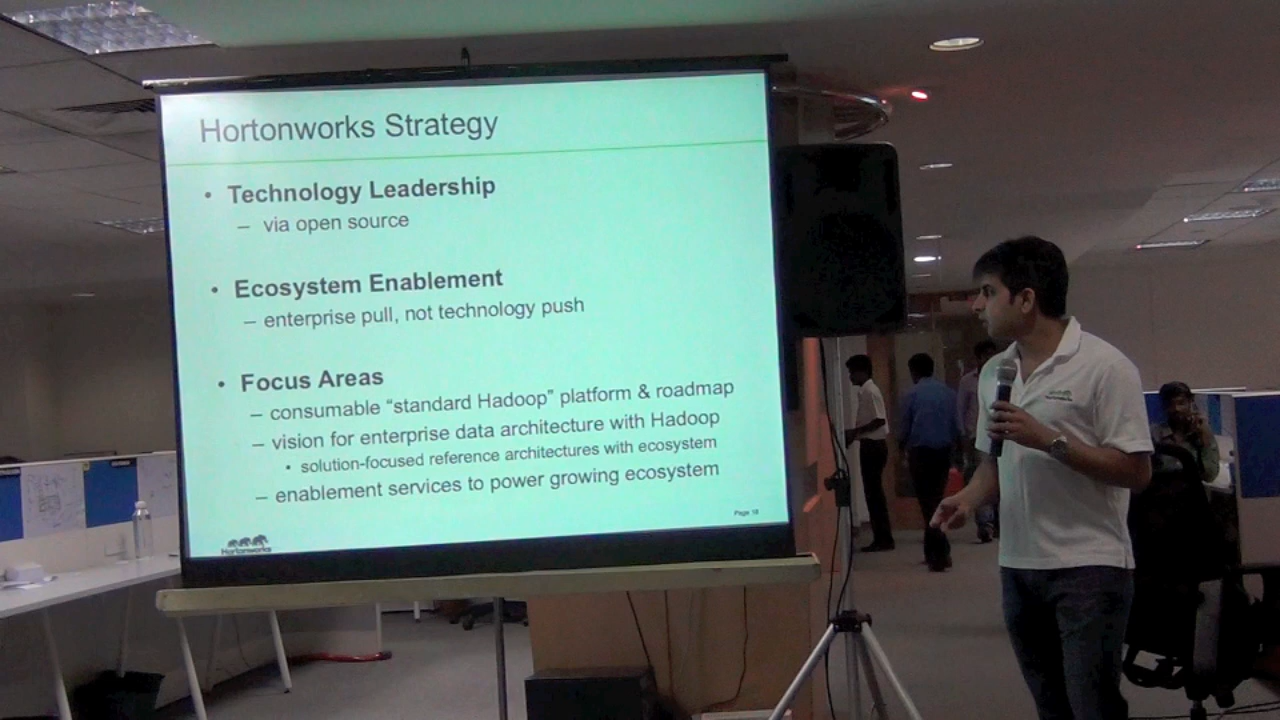 Hortonworks Strategy
• Technology Leadership
– via open source
• Ecosystem Enablement
– enterprise pull, not technology push
• Focus Areas
– consumable “standard Hadoop” platform & roadmap
– vision for enterprise data architecture with Hadoop
• solution-focused reference architectures with ecosystem
– enablement services to power growing ecosystem
Page 18
Hortonworks